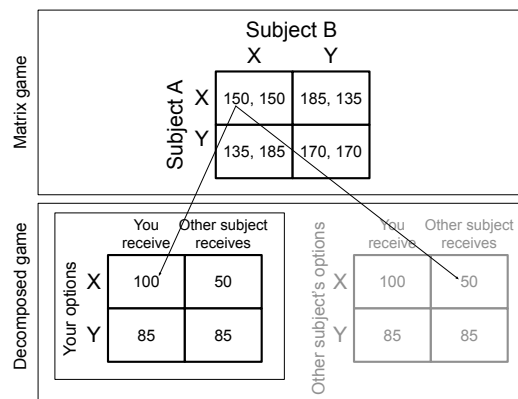 Matrix game
Subject B
X Y
Subject A
X 150, 150 185, 135
Y 135, 185 170, 170
Decomposed game
You receive Other subject receives
Your options
X 100 50
Y 85 85
You receive Other subject receives
Other subject's options
X 100 50
Y 85 85